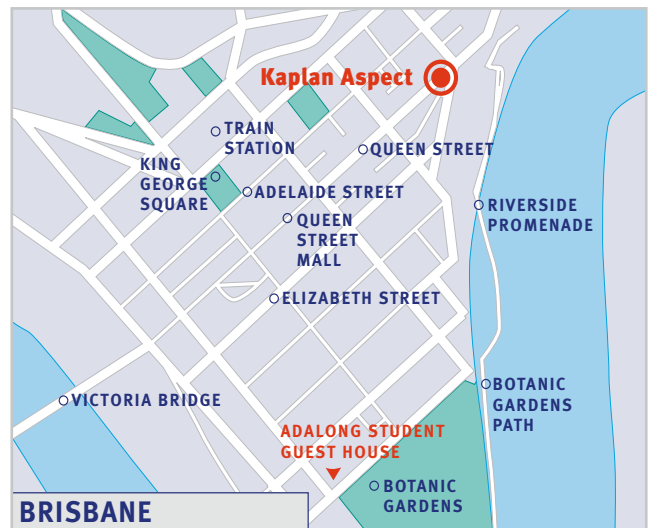 Kaplan Aspect
TRAIN
STATION
QUEEN STREET
KING
GEORGE
SQUARE
ADELAIDE STREET
RIVERSIDE
PROMENADE
QUEEN
STREET
MALL
ELIZABETH STREET
VICTORIA BRIDGE
BOTANIC
GARDENS
PATH
ADALONG STUDENT
GUEST HOUSE
BOTANIC
GARDENS
BRISBANE